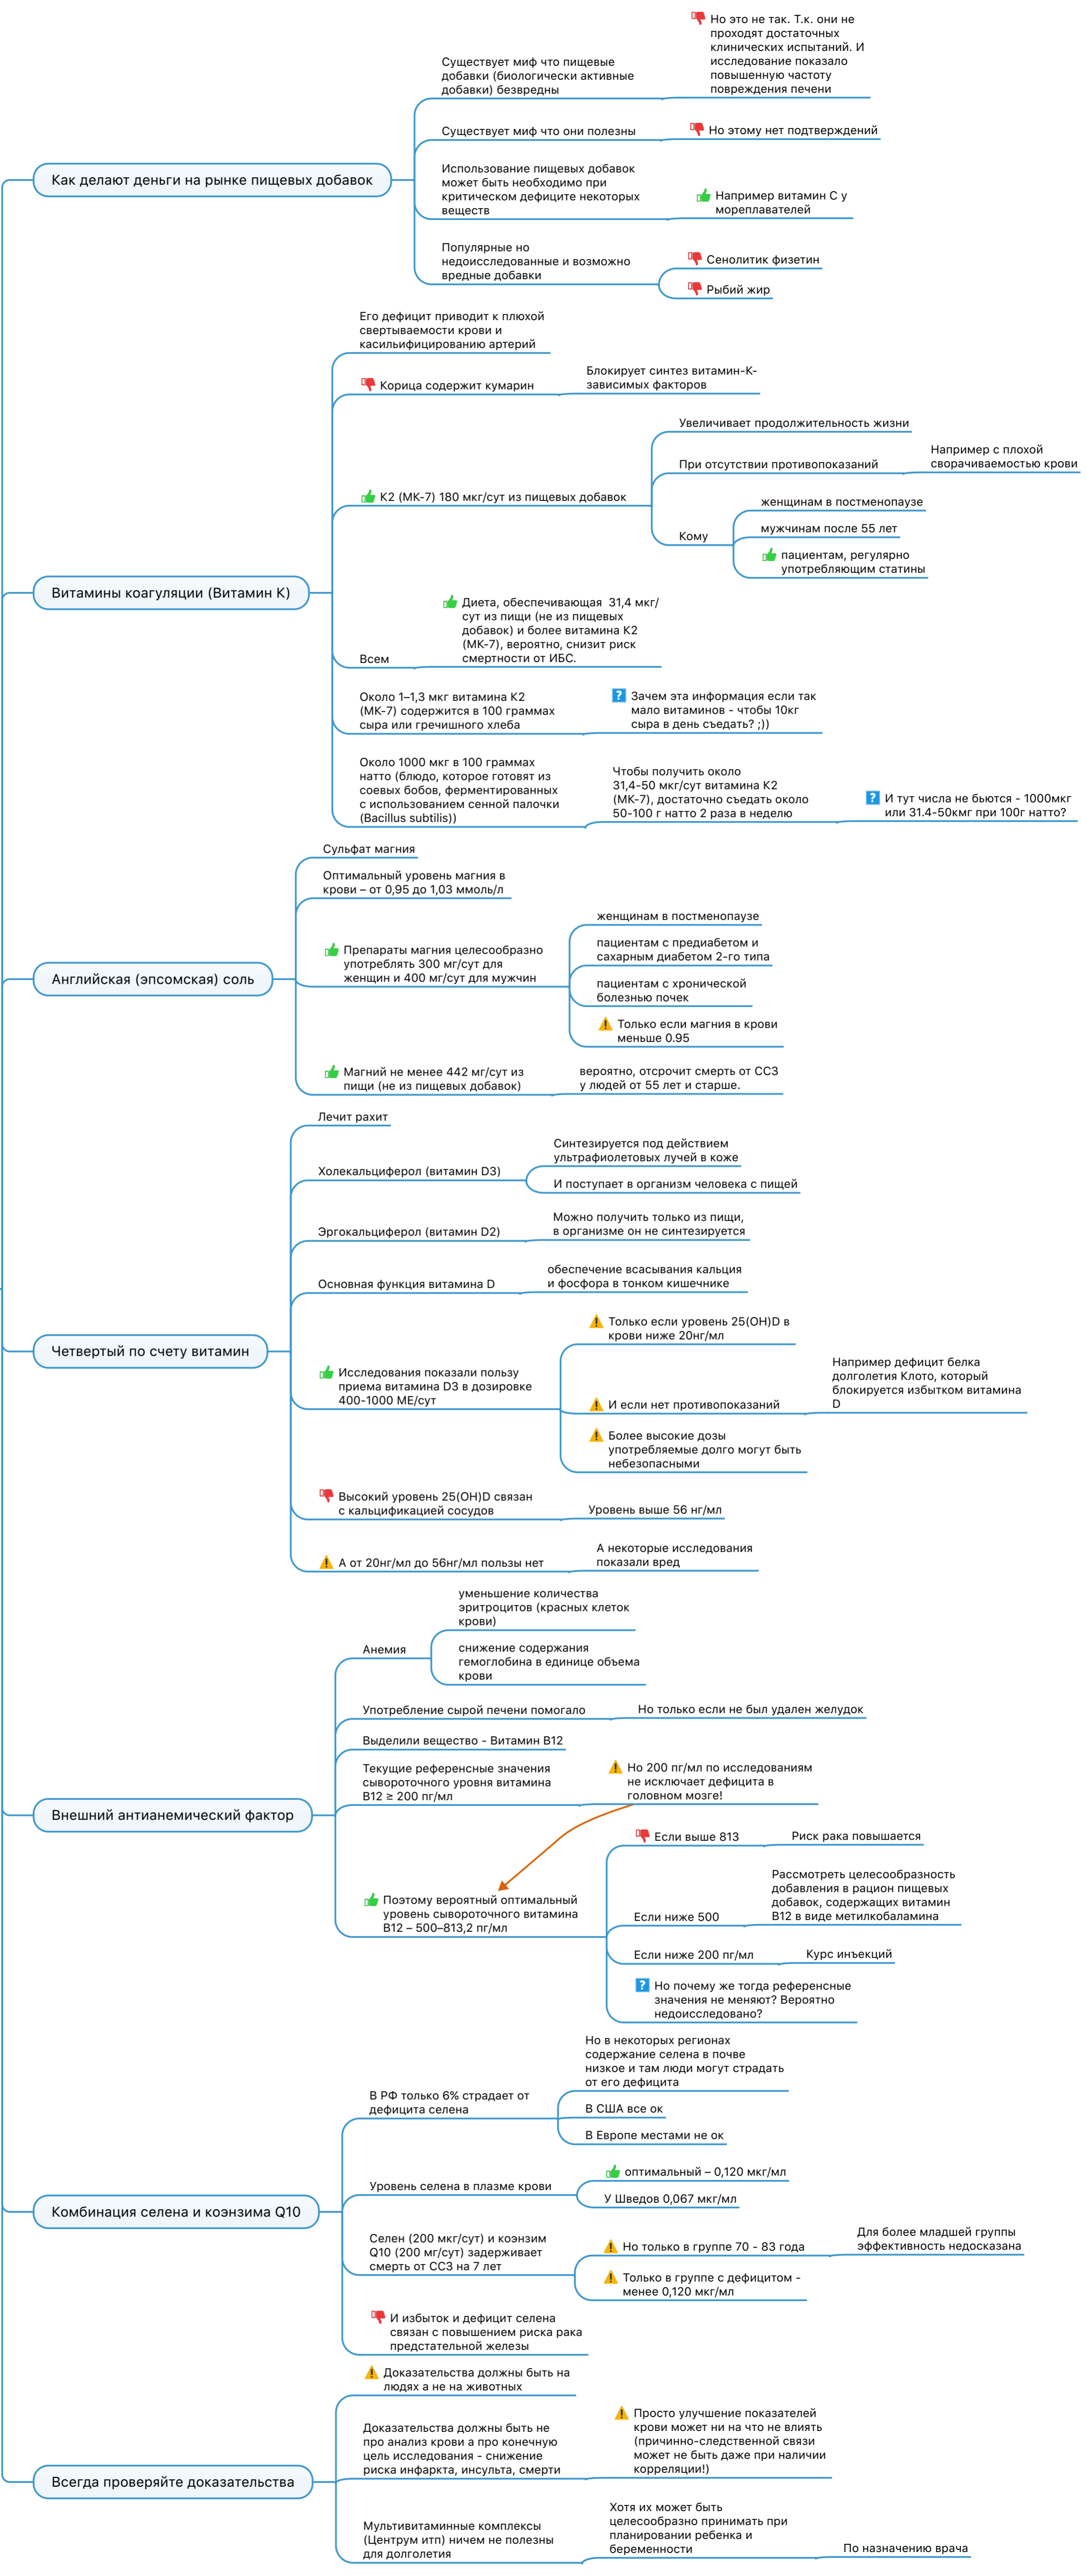 Как делают деньги на рынке пищевых добавок
Существует миф что пищевые
добавки (биологически активные
добавки) безвредны
Но это не так. Т.к. они не
проходят достаточных
клинических испытаний. И
исследование показало
повышенную частоту
повреждения печени
Существует миф что они полезны
Но этому нет подтверждений
Использование пищевых добавок
может быть необходимо при
критическом дефиците некоторых
веществ
Например витамин С у
мореплавателей
Популярные но
недоисследованные и возможно
вредные добавки
Сенолитик физетин
Рыбий жир
Витамины коагуляции (Витамин K)
Его дефицит приводит к плюхой
свертываемости крови и
касильифицированию артерий
Корица содержит кумарин
Блокирует синтез витамин-K-
зависимых факторов
К2 (МК-7) 180 мкг/сут из пищевых добавок
Увеличивает продолжительность жизни
При отсутствии противопоказаний
Например с плохой
сворачиваемостью крови
Кому
женщинам в постменопаузе
мужчинам после 55 лет
пациентам, регулярно
употребляющим статины
Всем
Диета, обеспечивающая  31,4 мкг/
сут из пищи (не из пищевых
добавок) и более витамина К2
(МК-7), вероятно, снизит риск
смертности от ИБС.
Около 1–1,3 мкг витамина К2
(МК-7) содержится в 100 граммах
сыра или гречишного хлеба
Зачем эта информация если так
мало витаминов - чтобы 10кг
сыра в день съедать? ;))
Около 1000 мкг в 100 граммах
натто (блюдо, которое готовят из
соевых бобов, ферментированных
с использованием сенной палочки
(Bacillus subtilis))
Чтобы получить около
31,4-50 мкг/сут витамина К2
(МК-7), достаточно съедать около
50-100 г натто 2 раза в неделю
И тут числа не бьются - 1000мкг
или 31.4-50кмг при 100г натто?
Английская (эпсомская) соль
Сульфат магния
Оптимальный уровень магния в
крови – от 0,95 до 1,03 ммоль/л
Препараты магния целесообразно
употреблять 300 мг/сут для
женщин и 400 мг/сут для мужчин
женщинам в постменопаузе
пациентам с предиабетом и
сахарным диабетом 2-го типа
пациентам с хронической
болезнью почек
Только если магния в крови
меньше 0.95
Магний не менее 442 мг/сут из
пищи (не из пищевых добавок)
вероятно, отсрочит смерть от ССЗ
у людей от 55 лет и старше.
Четвертый по счету витамин
Лечит рахит
Холекальциферол (витамин D3)
Синтезируется под действием
ультрафиолетовых лучей в коже
И поступает в организм человека с пищей
Эргокальциферол (витамин D2)
Можно получить только из пищи,
в организме он не синтезируется
Основная функция витамина D
обеспечение всасывания кальция
и фосфора в тонком кишечнике
Исследования показали пользу
приема витамина D3 в дозировке
400-1000 МЕ/сут
Только если уровень 25(OH)D в
крови ниже 20нг/мл
И если нет противопоказаний
Например дефицит белка
долголетия Клото, который
блокируется избытком витамина
D
Более высокие дозы
употребляемые долго могут быть
небезопасными
Высокий уровень 25(OH)D связан
с кальцификацией сосудов
Уровень выше 56 нг/мл
А от 20нг/мл до 56нг/мл пользы нет
А некоторые исследования
показали вред
Внешний антианемический фактор
Анемия
уменьшение количества
эритроцитов (красных клеток
крови)
снижение содержания
гемоглобина в единице объема
крови
Употребление сырой печени помогало
Но только если не был удален желудок
Выделили вещество - Витамин B12
Текущие референсные значения
сывороточного уровня витамина
В12 ≥ 200 пг/мл
Но 200 пг/мл по исследованиям
не исключает дефицита в
головном мозге!
Поэтому вероятный оптимальный
уровень сывороточного витамина
В12 – 500–813,2 пг/мл
Если выше 813
Риск рака повышается
Если ниже 500
Рассмотреть целесообразность
добавления в рацион пищевых
добавок, содержащих витамин
В12 в виде метилкобаламина
Если ниже 200 пг/мл
Курс инъекций
Но почему же тогда референсные
значения не меняют? Вероятно
недоисследовано?
Комбинация селена и коэнзима Q10
В РФ только 6% страдает от
дефицита селена
Но в некоторых регионах
содержание селена в почве
низкое и там люди могут страдать
от его дефицита
В США все ок
В Европе местами не ок
Уровень селена в плазме крови
оптимальный – 0,120 мкг/мл
У Шведов 0,067 мкг/мл
Селен (200 мкг/сут) и коэнзим
Q10 (200 мг/сут) задерживает
смерть от ССЗ на 7 лет
Но только в группе 70 - 83 года
Для более младшей группы
эффективность недосказана
Только в группе с дефицитом -
менее 0,120 мкг/мл
И избыток и дефицит селена
связан с повышением риска рака
предстательной железы
Всегда проверяйте доказательства
Доказательства должны быть на
людях а не на животных
Доказательства должны быть не
про анализ крови а про конечную
цель исследования - снижение
риска инфаркта, инсульта, смерти
Просто улучшение показателей
крови может ни на что не влиять
(причинно-следственной связи
может не быть даже при наличии
корреляции!)
Мультивитаминные комплексы
(Центрум итп) ничем не полезны
для долголетия
Хотя их может быть
целесообразно принимать при
планировании ребенка и
беременности
По назначению врача